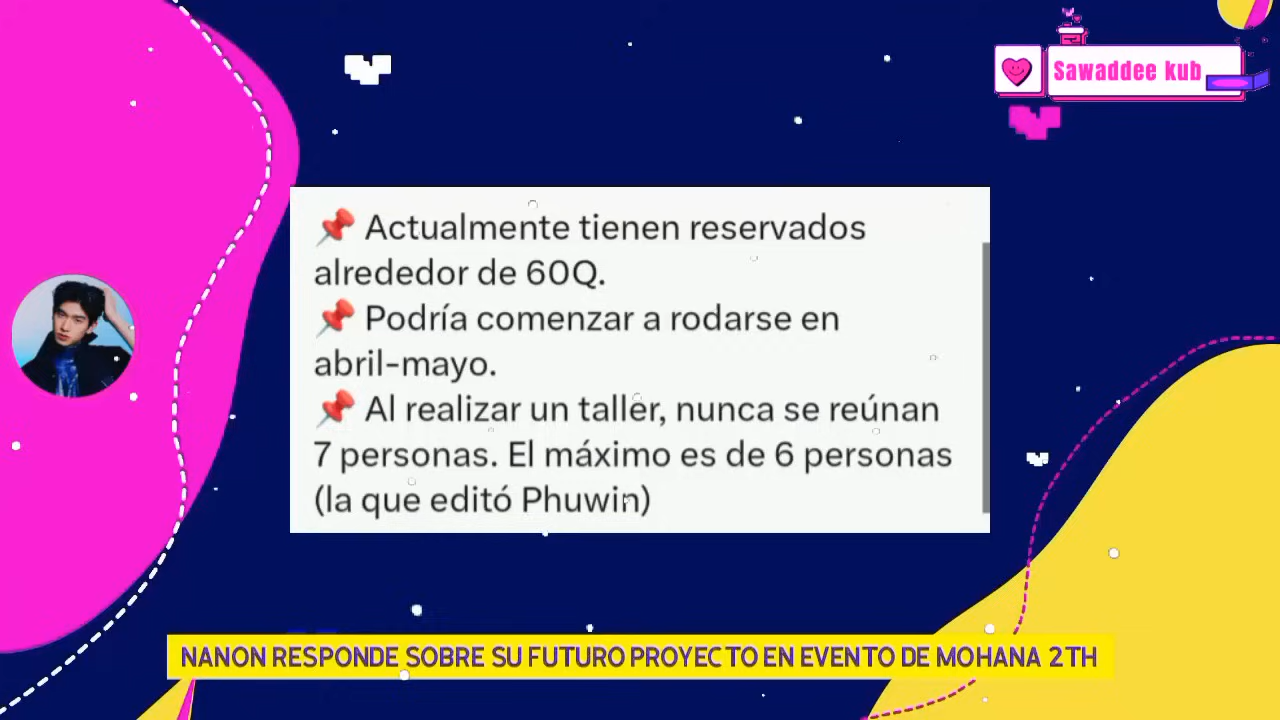 Sawaddee kub
📌 Actualmente tienen reservados
alrededor de 60Q.
📌 Podría comenzar a rodarse en
abril-mayo.
📌 Al realizar un taller, nunca se reúnan
7 personas. El máximo es de 6 personas
(la que editó Phuwin)
NANON RESPONDE SOBRE SU FUTURO PROYECTO EN EVENTO DE MOHANA 2TH